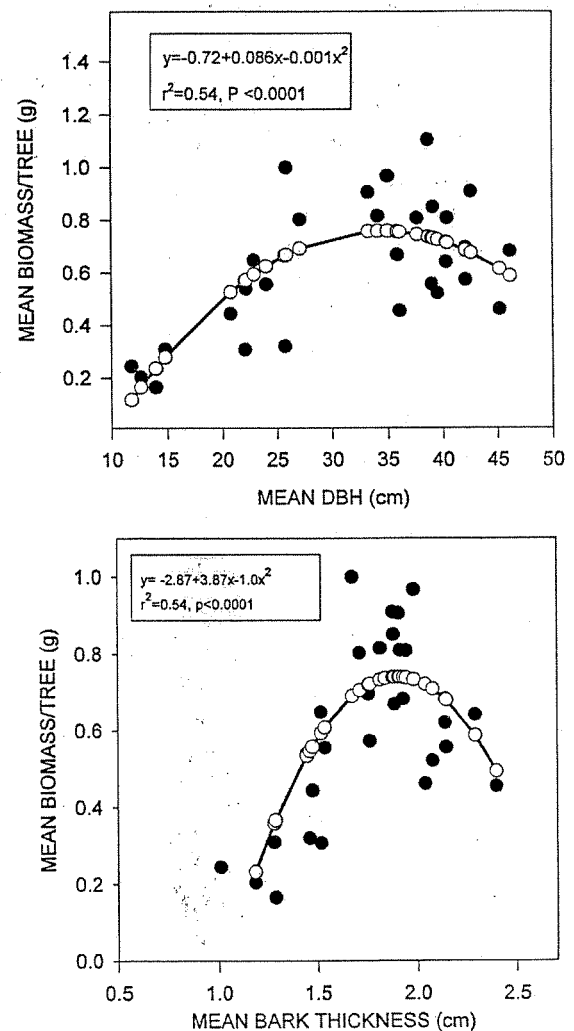 y=-0.72+0.086x-0.001x²
r²=0.54, P <0.0001
MEAN BIOMASS/TREE (g)
1.4
1.2
1.0
0.8
0.6
0.4
0.2
10 15 20 25 30 35 40 45 50
MEAN DBH (cm)
y= -2.87+3.87x-1.0x²
r²=0.54, p<0.0001
MEAN BIOMASS/TREE (g)
1.0
0.8
0.6
0.4
0.2
0.0
0.5 1.0 1.5 2.0 2.5
MEAN BARK THICKNESS (cm)